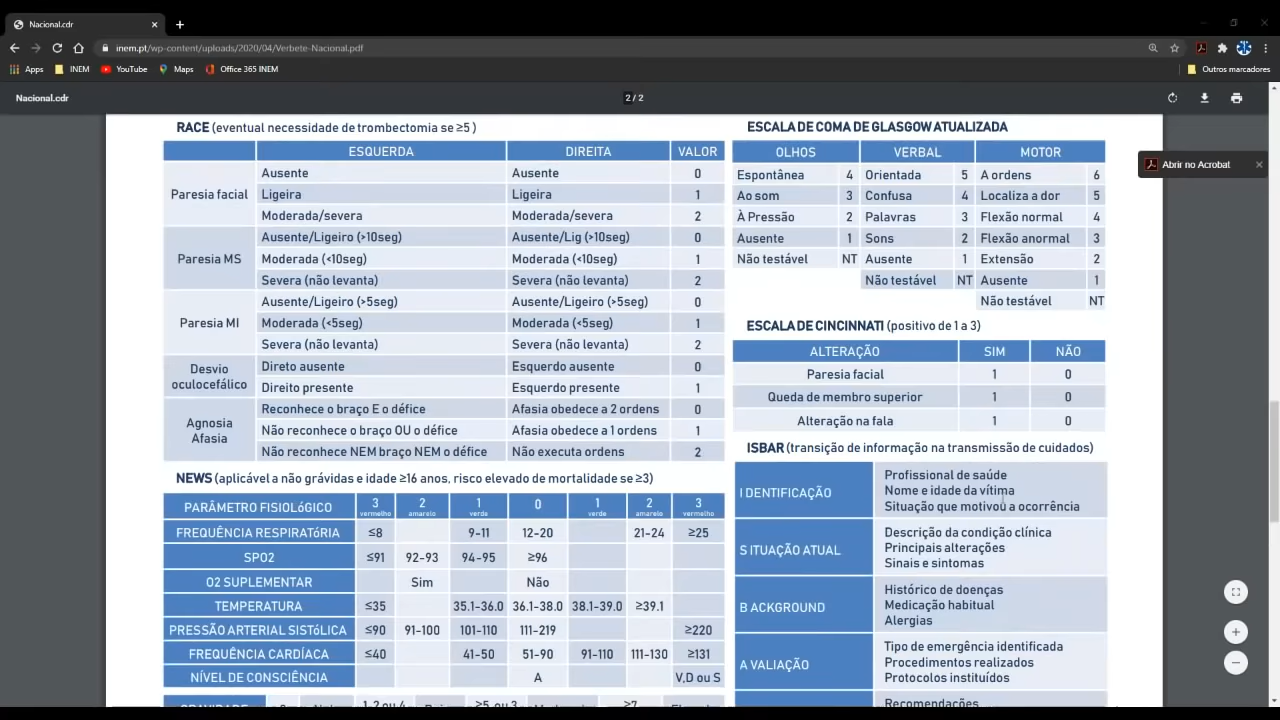 Nacional.cdr
inem.pt/wp-content/uploads/2020/04/Verbete-Nacional.pdf
Apps INEM YouTube Maps Office 365 INEM Outros marcadores
Nacional.cdr 2 / 2
Abrir no Acrobat
RACE (eventual necessidade de trombectomia se ≥5 )
ESQUERDA DIREITA VALOR
Paresia facial
Ausente Ausente 0
Ligeira Ligeira 1
Moderada/severa Moderada/severa 2
Paresia MS
Ausente/Ligeiro (>10seg) Ausente/Lig (>10seg) 0
Moderada (<10seg) Moderada (<10seg) 1
Severa (não levanta) Severa (não levanta) 2
Paresia MI
Ausente/Ligeiro (>5seg) Ausente/Ligeiro (>5seg) 0
Moderada (<5seg) Moderada (<5seg) 1
Severa (não levanta) Severa (não levanta) 2
Desvio
oculocefálico
Direto ausente Esquerdo ausente 0
Direito presente Esquerdo presente 1
Agnosia
Afasia
Reconhece o braço E o défice Afasia obedece a 2 ordens 0
Não reconhece o braço OU o défice Afasia obedece a 1 ordens 1
Não reconhece NEM braço NEM o défice Não executa ordens 2
NEWS (aplicável a não grávidas e idade ≥16 anos, risco elevado de mortalidade se ≥3)
PARÂMETRO FISIOLóGICO 3 2 1 0 1 2 3
vermelho amarelo verde verde amarelo vermelho
FREQUÊNCIA RESPIRATóRIA ≤8 9-11 12-20 21-24 ≥25
SPO2 ≤91 92-93 94-95 ≥96
O2 SUPLEMENTAR Sim Não
TEMPERATURA ≤35 35.1-36.0 36.1-38.0 38.1-39.0 ≥39.1
PRESSÃO ARTERIAL SISTóLICA ≤90 91-100 101-110 111-219 ≥220
FREQUÊNCIA CARDÍACA ≤40 41-50 51-90 91-110 111-130 ≥131
NÍVEL DE CONSCIÊNCIA A V,D ou S
ESCALA DE COMA DE GLASGOW ATUALIZADA
OLHOS VERBAL MOTOR
Espontânea 4 Orientada 5 A ordens 6
Ao som 3 Confusa 4 Localiza a dor 5
À Pressão 2 Palavras 3 Flexão normal 4
Ausente 1 Sons 2 Flexão anormal 3
Não testável NT Ausente 1 Extensão 2
Não testável NT Ausente 1
Não testável NT
ESCALA DE CINCINNATI (positivo de 1 a 3)
ALTERAÇÃO SIM NÃO
Paresia facial 1 0
Queda de membro superior 1 0
Alteração na fala 1 0
ISBAR (transição de informação na transmissão de cuidados)
I DENTIFICAÇÃO
Profissional de saúde
Nome e idade da vítima
Situação que motivou a ocorrência
S ITUAÇÃO ATUAL
Descrição da condição clínica
Principais alterações
Sinais e sintomas
B ACKGROUND
Histórico de doenças
Medicação habitual
Alergias
A VALIAÇÃO
Tipo de emergência identificada
Procedimentos realizados
Protocolos instituídos
Recomendações